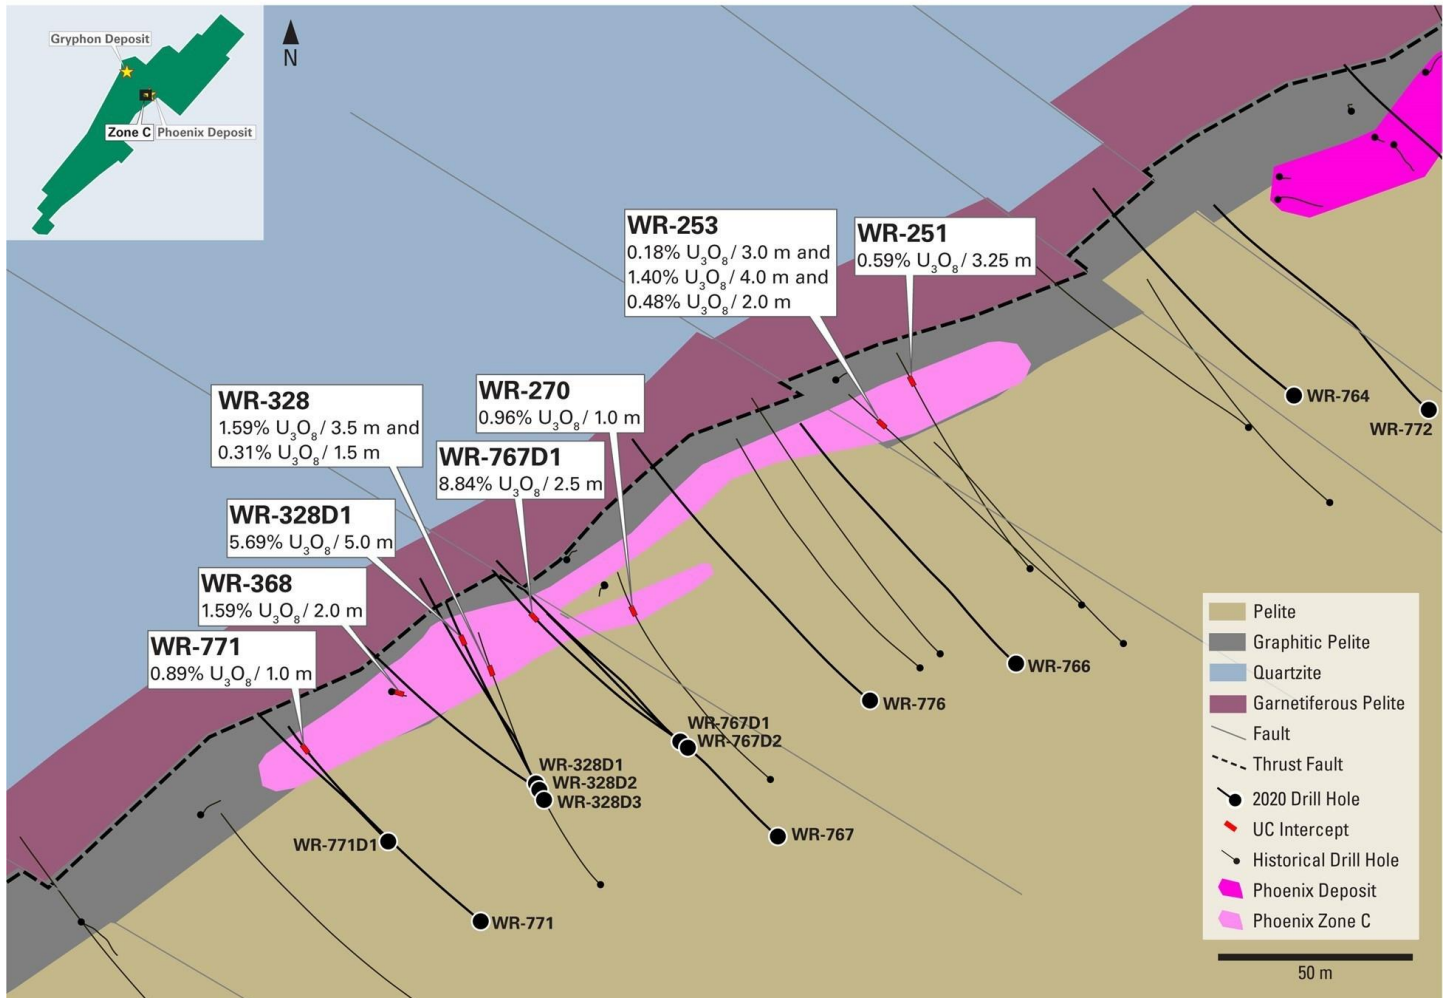 Gryphon Deposit
Zone C
Phoenix Deposit
N
WR-253
0.18% U3O8 / 3.0 m and
1.40% U3O8 / 4.0 m and
0.48% U3O8 / 2.0 m
WR-251
0.59% U3O8 / 3.25 m
WR-328
1.59% U3O8 / 3.5 m and
0.31% U3O8 / 1.5 m
WR-270
0.96% U3O8 / 1.0 m
WR-767D1
8.84% U3O8 / 2.5 m
WR-328D1
5.69% U3O8 / 5.0 m
WR-368
1.59% U3O8 / 2.0 m
WR-771
0.89% U3O8 / 1.0 m
WR-764
WR-772
WR-766
WR-776
WR-767D1
WR-767D2
WR-328D1
WR-328D2
WR-328D3
WR-767
WR-771D1
WR-771
Pelite
Graphitic Pelite
Quartzite
Garnetiferous Pelite
Fault
Thrust Fault
2020 Drill Hole
UC Intercept
Historical Drill Hole
Phoenix Deposit
Phoenix Zone C
50 m